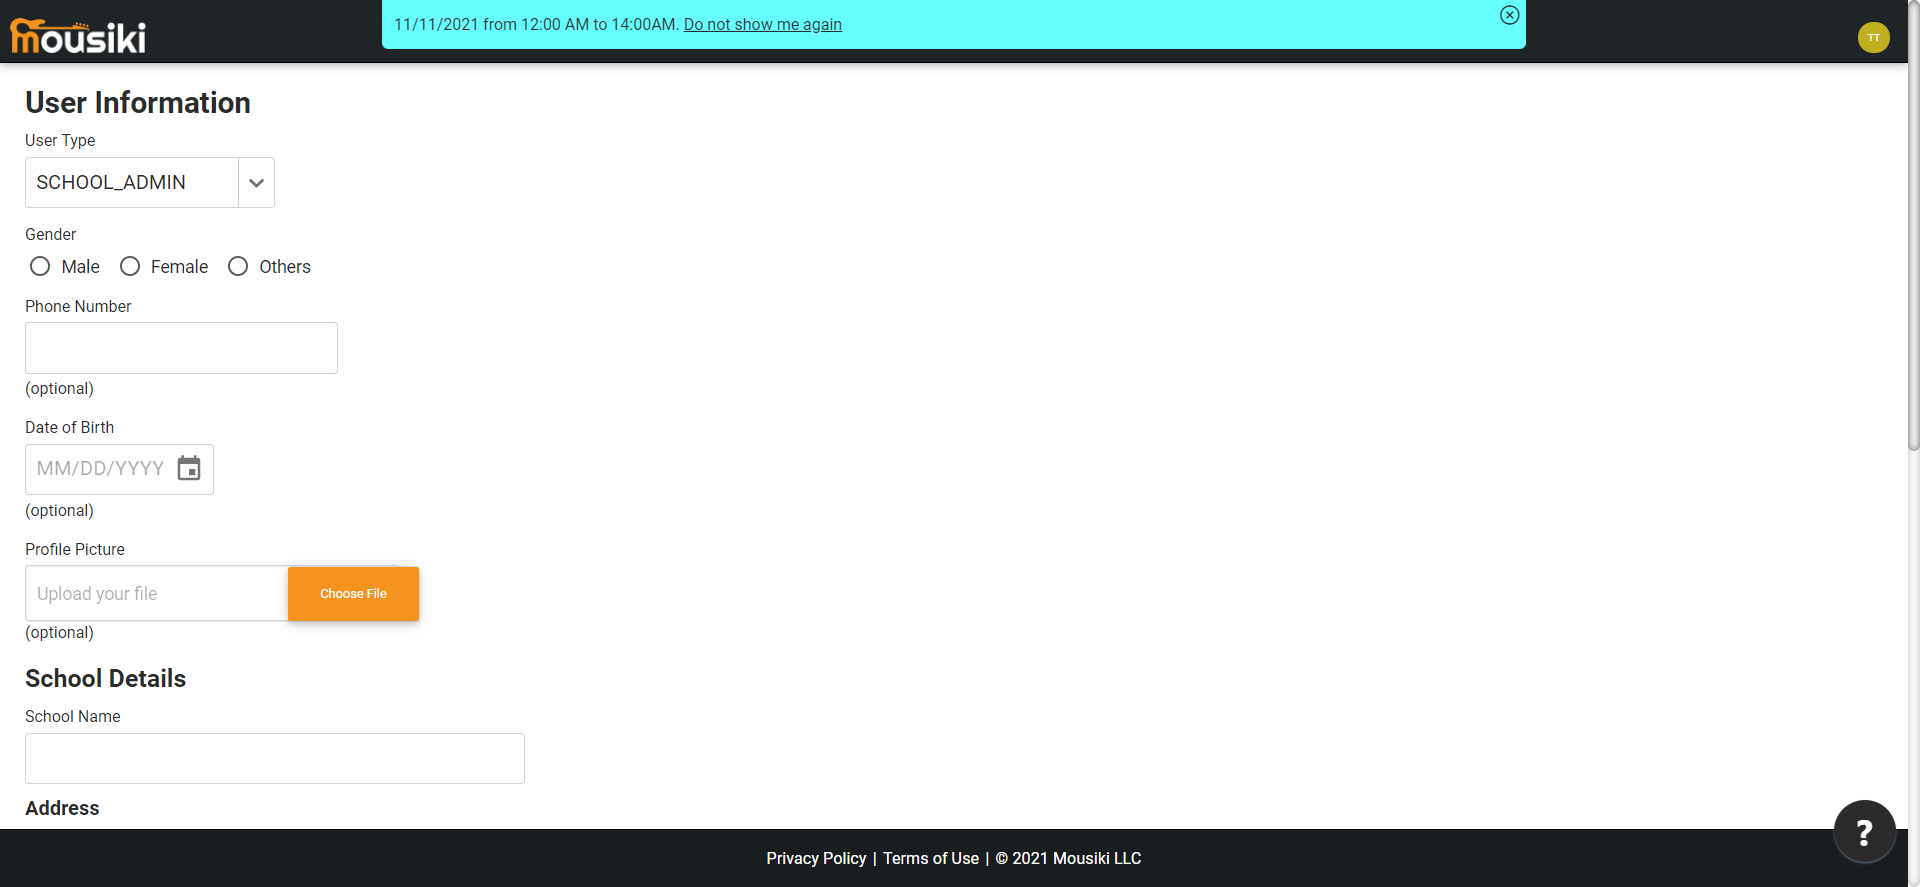 mousiki
11/11/2021 from 12:00 AM to 14:00AM. Do not show me again
TT
User Information
User Type
SCHOOL_ADMIN
Gender
Male Female Others
Phone Number
(optional)
Date of Birth
MM/DD/YYYY
(optional)
Profile Picture
Upload your file Choose File
(optional)
School Details
School Name
Address
?
Privacy Policy | Terms of Use | © 2021 Mousiki LLC